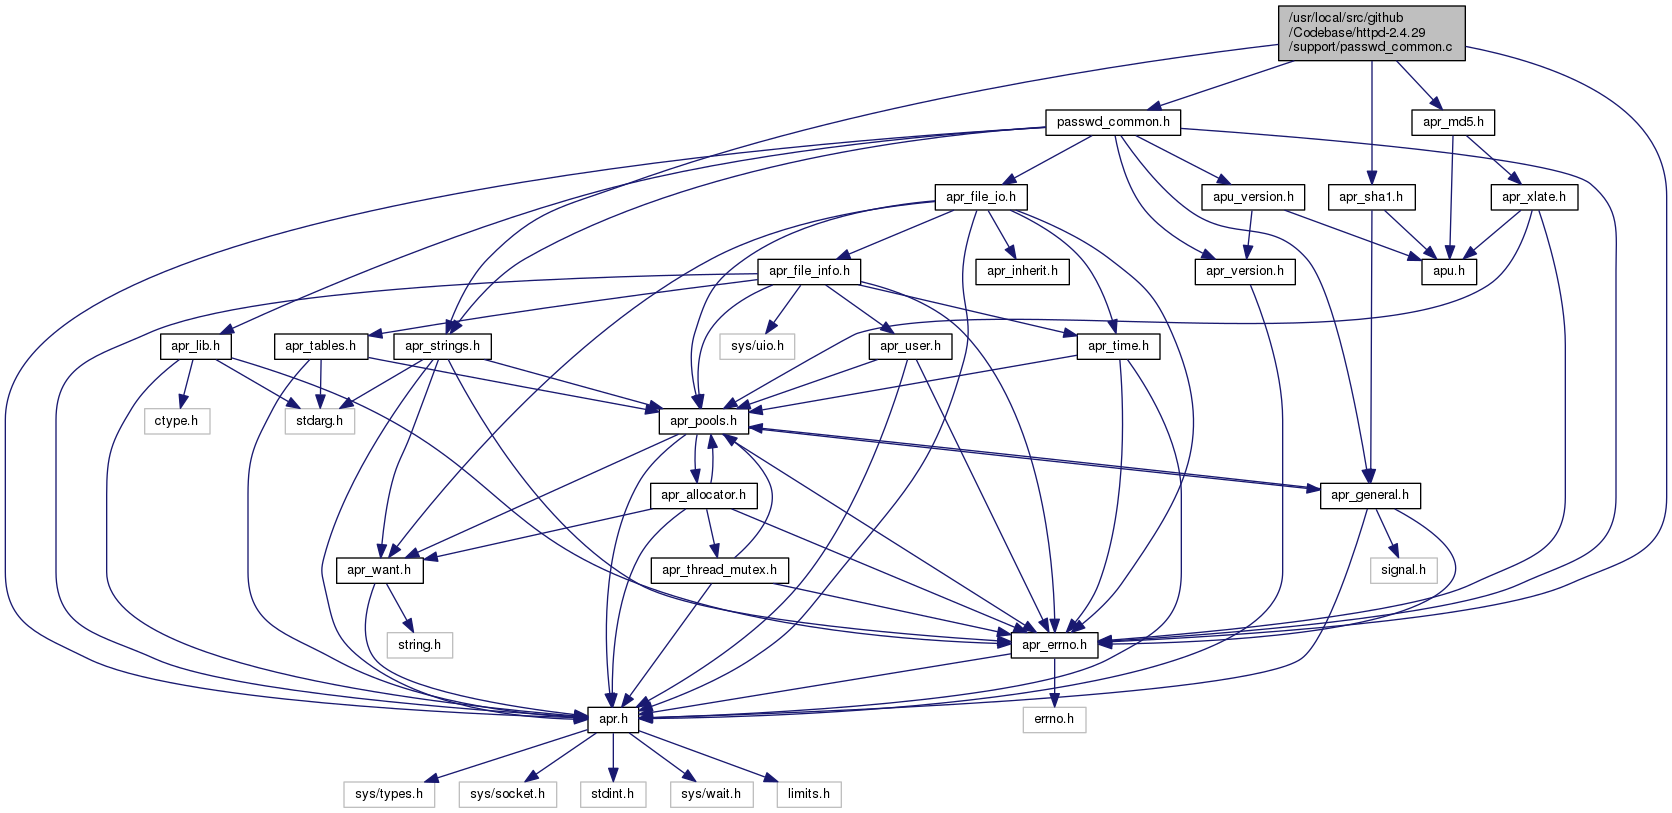 /usr/local/src/github
/Codebase/httpd-2.4.29
/support/passwd_common.c
passwd_common.h
apr_md5.h
apr_file_io.h
apu_version.h
apr_sha1.h
apr_xlate.h
apr_file_info.h
apr_inherit.h
apr_version.h
apu.h
apr_lib.h
apr_tables.h
apr_strings.h
sys/uio.h
apr_user.h
apr_time.h
ctype.h
stdarg.h
apr_pools.h
apr_allocator.h
apr_general.h
apr_want.h
apr_thread_mutex.h
signal.h
string.h
apr_errno.h
apr.h
errno.h
sys/types.h
sys/socket.h
stdint.h
sys/wait.h
limits.h